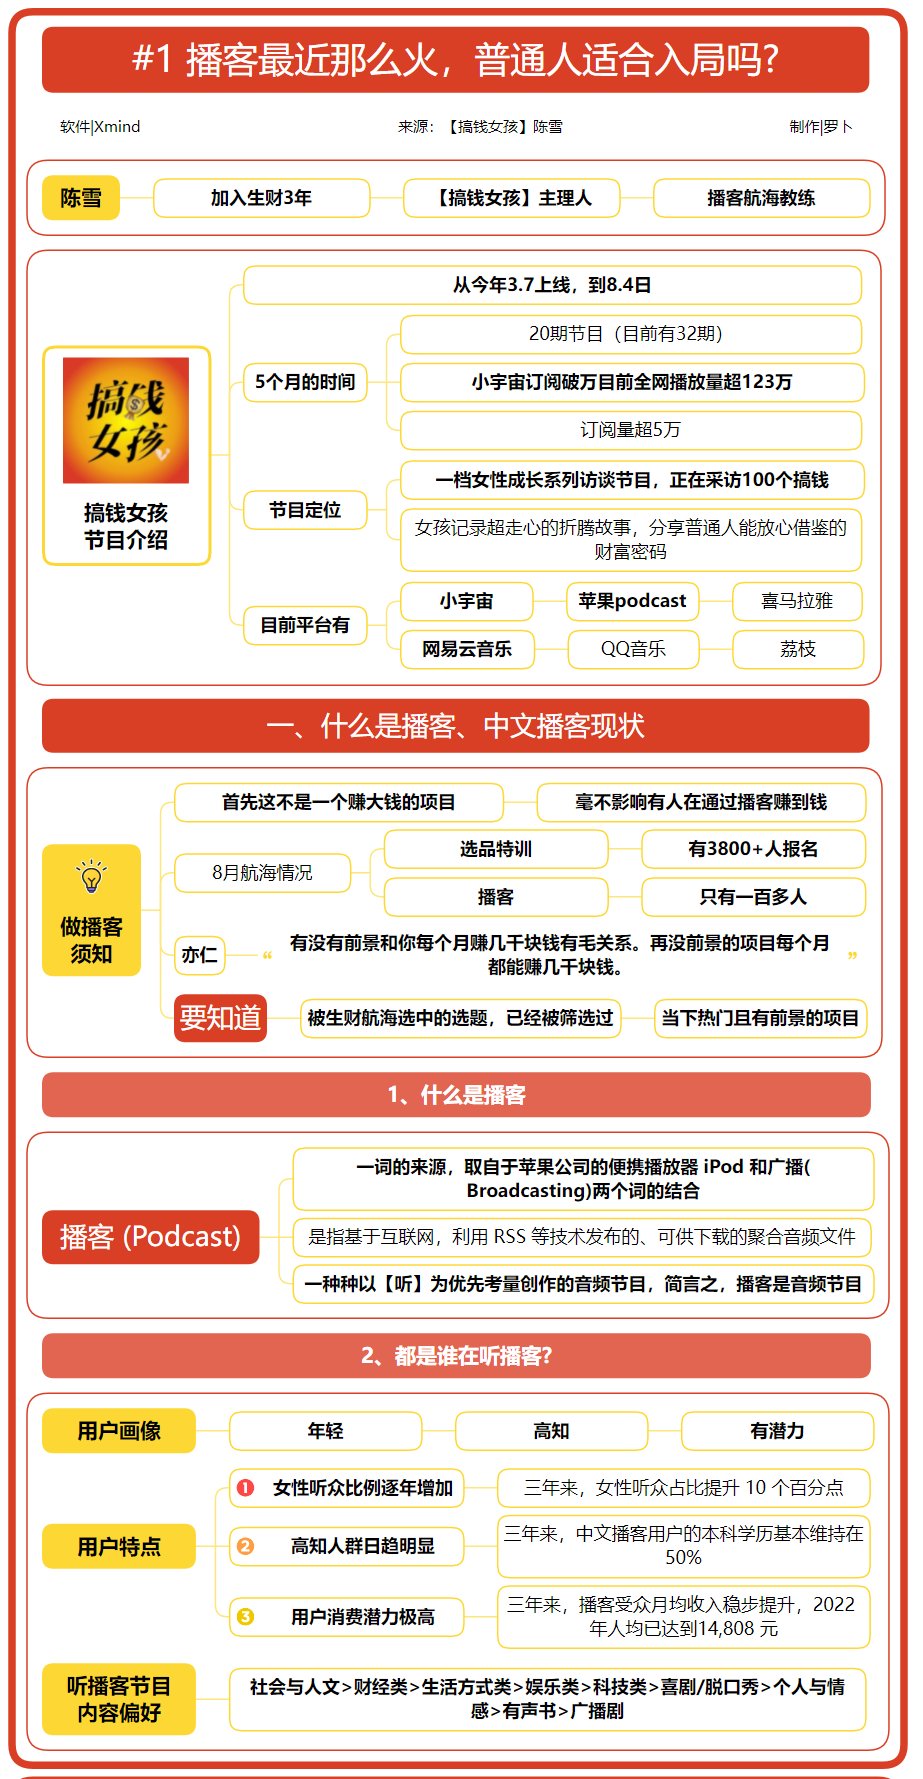 #1 播客最近那么火，普通人适合入局吗?
软件|Xmind
来源：【搞钱女孩】陈雪
制作|罗卜
陈雪
加入生财3年
【搞钱女孩】主理人
播客航海教练
搞钱
女孩
搞钱女孩
节目介绍
从今年3.7上线，到8.4日
5个月的时间
20期节目（目前有32期）
小宇宙订阅破万目前全网播放量超123万
订阅量超5万
节目定位
一档女性成长系列访谈节目，正在采访100个搞钱
女孩记录超走心的折腾故事，分享普通人能放心借鉴的
财富密码
目前平台有
小宇宙
苹果podcast
喜马拉雅
网易云音乐
QQ音乐
荔枝
一、什么是播客、中文播客现状
做播客
须知
首先这不是一个赚大钱的项目
毫不影响有人在通过播客赚到钱
8月航海情况
选品特训
有3800+人报名
播客
只有一百多人
亦仁
“ 有没有前景和你每个月赚几千块钱有毛关系。再没前景的项目每个月
都能赚几千块钱。 ”
要知道
被生财航海选中的选题，已经被筛选过
当下热门且有前景的项目
1、什么是播客
播客 (Podcast)
一词的来源，取自于苹果公司的便携播放器 iPod 和广播(
Broadcasting)两个词的结合
是指基于互联网，利用 RSS 等技术发布的、可供下载的聚合音频文件
一种种以【听】为优先考量创作的音频节目，简言之，播客是音频节目
2、都是谁在听播客?
用户画像
年轻
高知
有潜力
用户特点
1 女性听众比例逐年增加
三年来，女性听众占比提升 10 个百分点
2 高知人群日趋明显
三年来，中文播客用户的本科学历基本维持在
50%
3 用户消费潜力极高
三年来，播客受众月均收入稳步提升，2022
年人均已达到14,808 元
听播客节目
内容偏好
社会与人文>财经类>生活方式类>娱乐类>科技类>喜剧/脱口秀>个人与情
感>有声书>广播剧